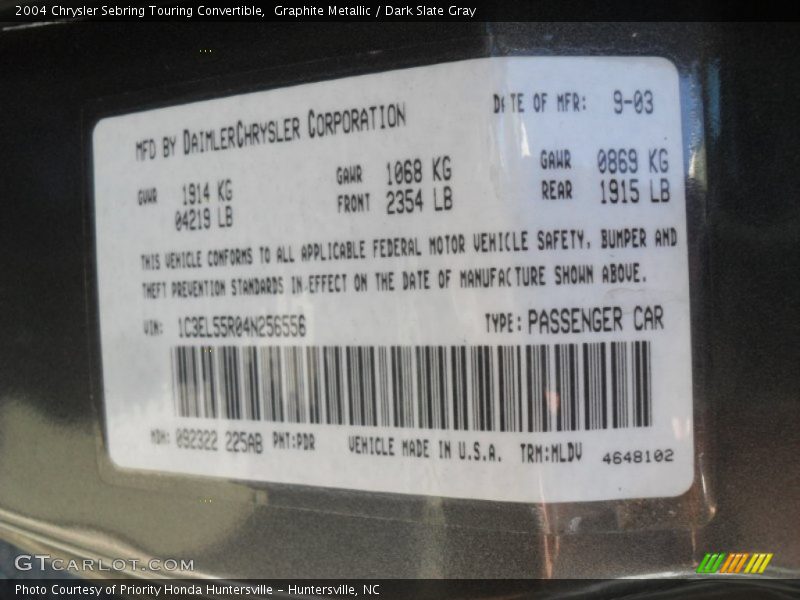 2004 Chrysler Sebring Touring Convertible,  Graphite Metallic / Dark Slate Gray
MFD BY DAIMLERCHRYSLER CORPORATION
DATE OF MFR: 9-03
GVWR 1914 KG
04219 LB
GAWR 1068 KG
FRONT 2354 LB
GAWR 0869 KG
REAR 1915 LB
THIS VEHICLE CONFORMS TO ALL APPLICABLE FEDERAL MOTOR VEHICLE SAFETY, BUMPER AND
THEFT PREVENTION STANDARDS IN EFFECT ON THE DATE OF MANUFACTURE SHOWN ABOVE.
VIN: 1C3EL55R04N256556
TYPE: PASSENGER CAR
MDH: 092322 225AB PNT:PDR VEHICLE MADE IN U.S.A. TRM:MLDV 4648102
GTCARLOT.COM
Photo Courtesy of Priority Honda Huntersville - Huntersville, NC